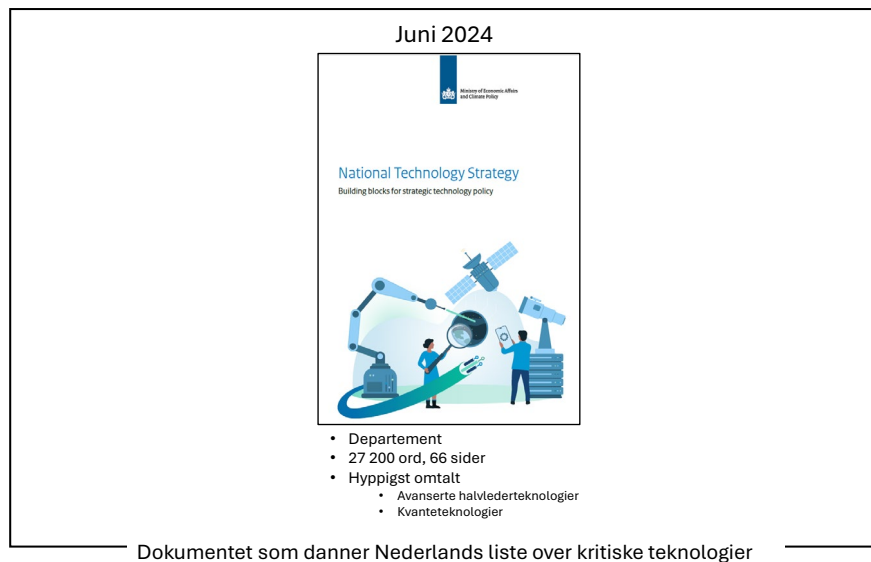 Juni 2024
Ministry of Economic Affairs
and Climate Policy
National Technology Strategy
Building blocks for strategic technology policy
• Departement
• 27 200 ord, 66 sider
• Hyppigst omtalt
• Avanserte halvlederteknologier
• Kvanteteknologier
Dokumentet som danner Nederlands liste over kritiske teknologier